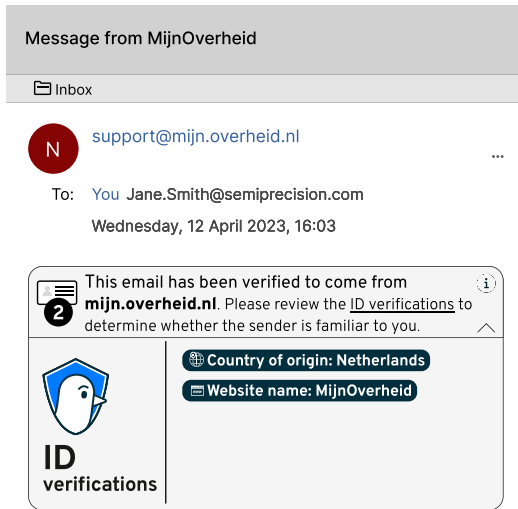 Message from MijnOverheid
Inbox
N
support@mijn.overheid.nl
...
To: You Jane.Smith@semiprecision.com
Wednesday, 12 April 2023, 16:03
This email has been verified to come from
mijn.overheid.nl. Please review the ID verifications to
determine whether the sender is familiar to you.
2
i
Country of origin: Netherlands
Website name: MijnOverheid
ID
verifications